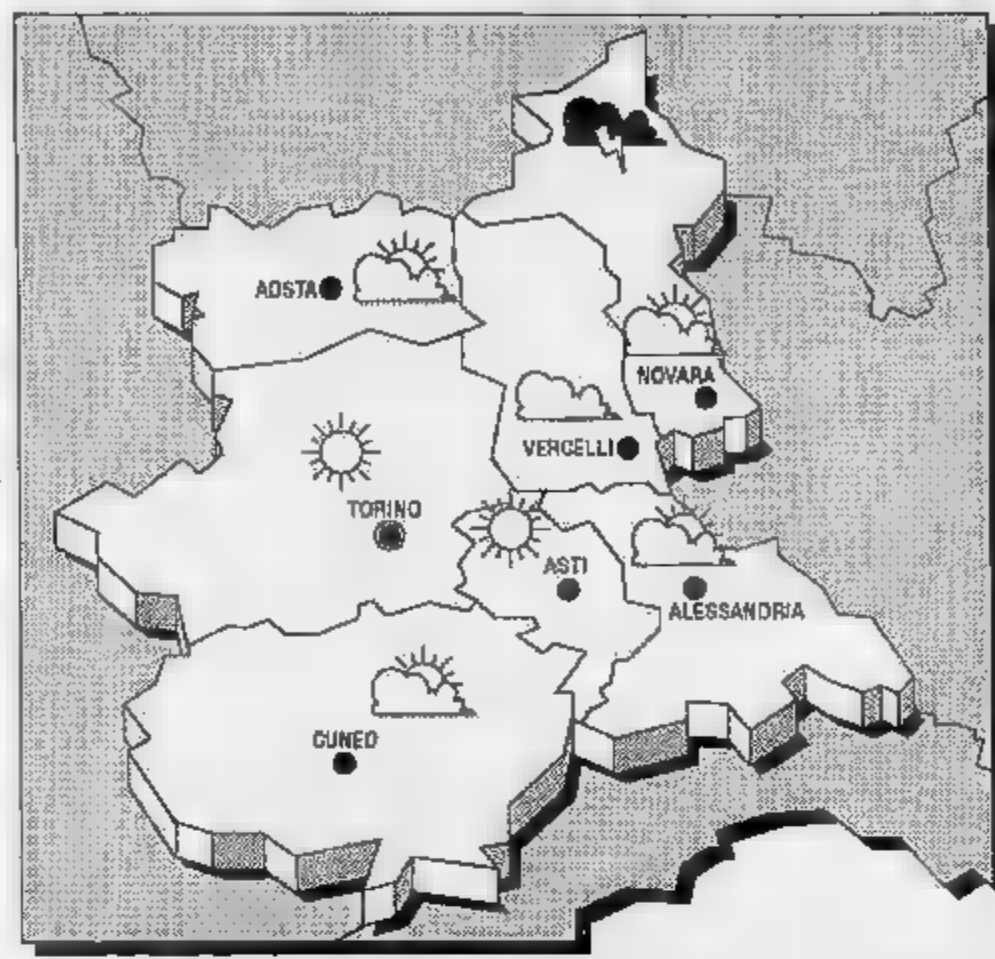 AOSTA
NOVARA
VERCELLI
TORINO
ASTI
ALESSANDRIA
CUNEO